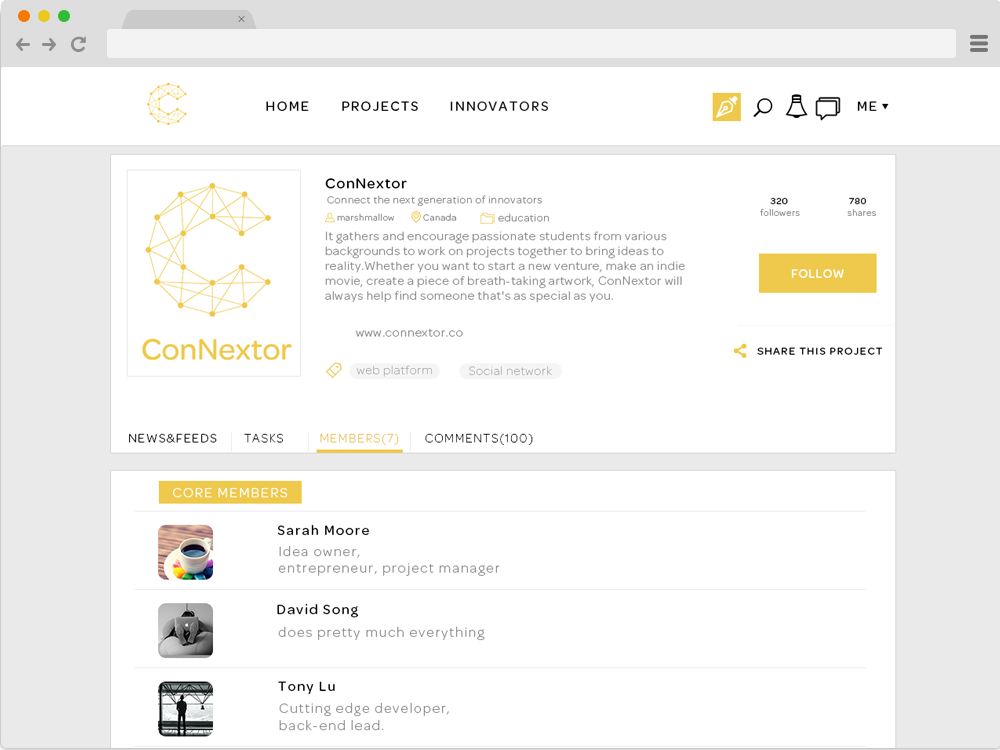 HOME PROJECTS INNOVATORS ME
ConNextor
ConNextor
Connect the next generation of innovators
marshmallow Canada education
It gathers and encourage passionate students from various
backgrounds to work on projects together to bring ideas to
reality.Whether you want to start a new venture, make an indie
movie, create a piece of breath-taking artwork, ConNextor will
always help find someone that's as special as you.
www.connextor.co
web platform Social network
320 780
followers shares
FOLLOW
SHARE THIS PROJECT
NEWS&FEEDS TASKS MEMBERS(7) COMMENTS(100)
CORE MEMBERS
Sarah Moore
Idea owner,
entrepreneur, project manager
David Song
does pretty much everything
Tony Lu
Cutting edge developer,
back-end lead.